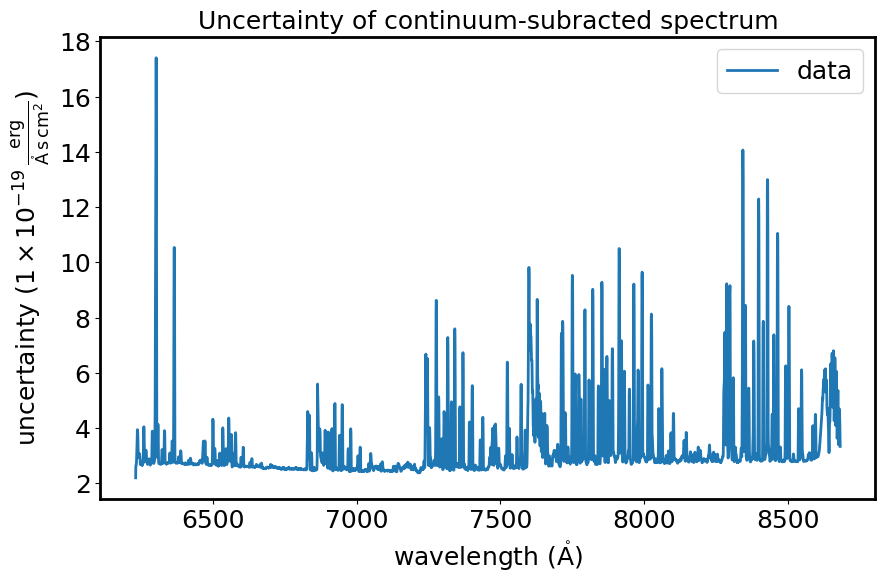 Uncertainty of continuum-subracted spectrum
data
uncertainty (1 × 10⁻¹⁹ erg / Å s cm²)
18
16
14
12
10
8
6
4
2
6500 7000 7500 8000 8500
wavelength (Å)